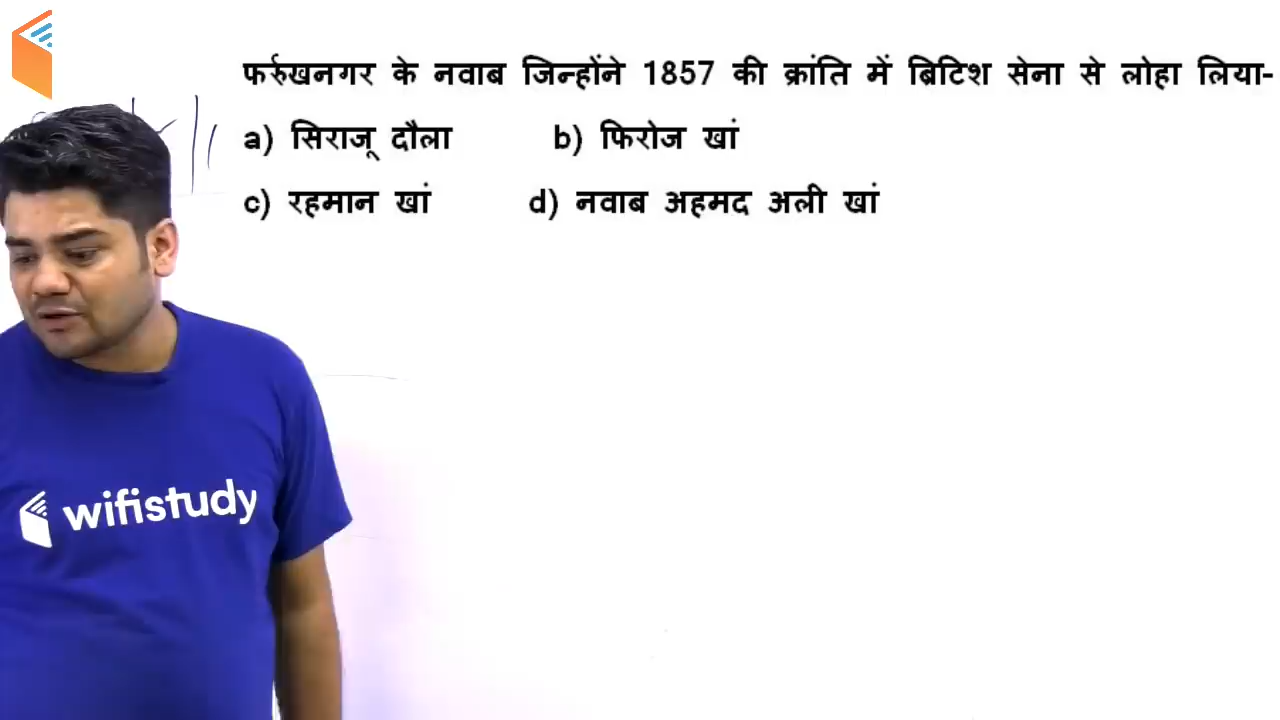 फर्रुखनगर के नवाब जिन्होंने 1857 की क्रांति में ब्रिटिश सेना से लोहा लिया-
a) सिराजू दौला b) फिरोज खां
c) रहमान खां d) नवाब अहमद अली खां
wifistudy